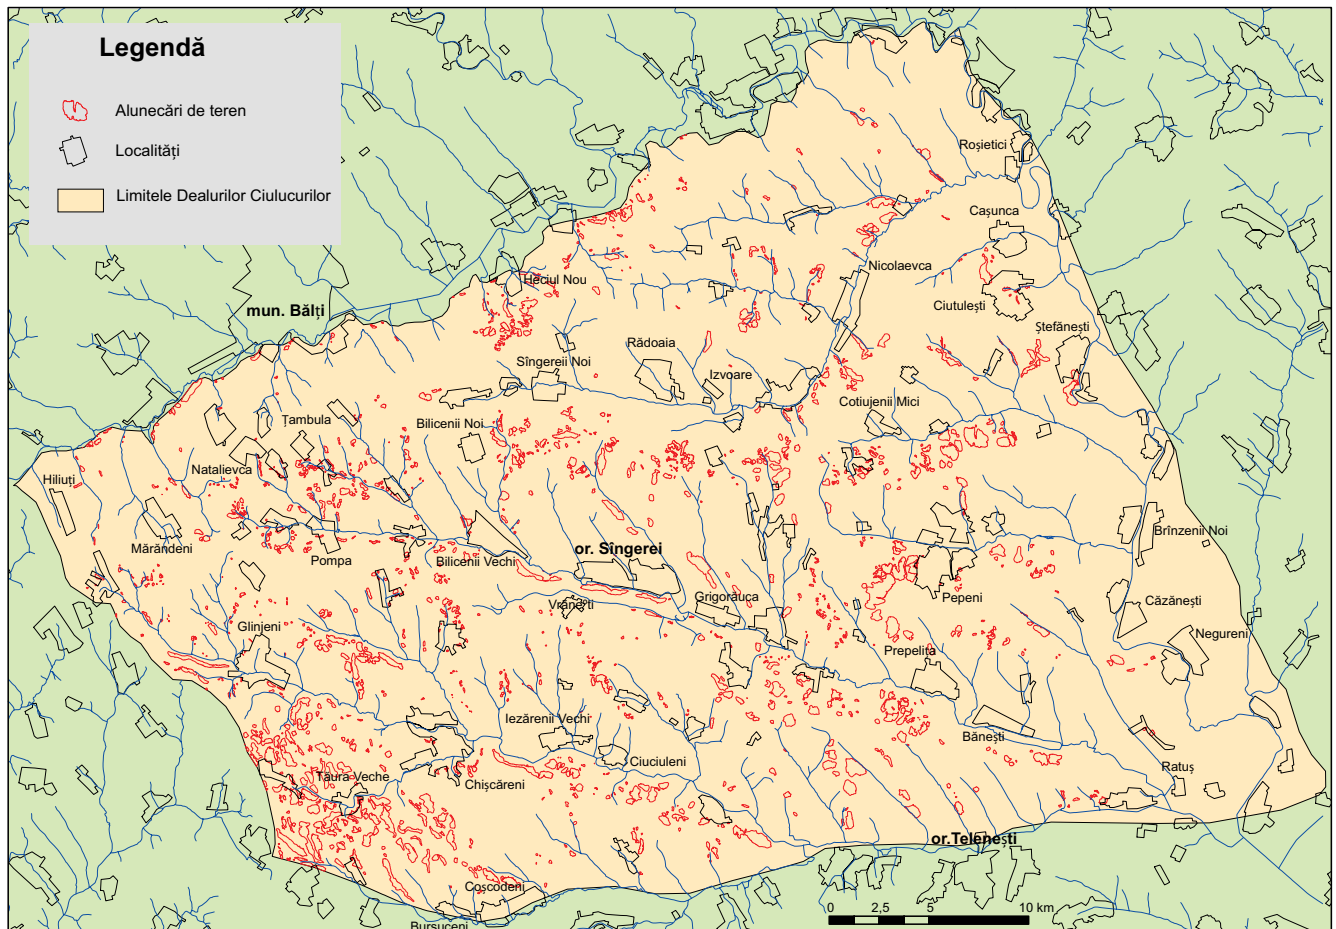 Legendă
Alunecări de teren
Localități
Limitele Dealurilor Ciulucurilor
Roșietici
Cașunca
Nicolaevca
Heciul Nou
Ciutulești
mun. Bălți
Ștefănești
Rădoaia
Sîngereii Noi
Izvoare
Cotiujenii Mici
Țambula
Bilicenii Noi
Natalievca
Hiliuți
Brînzenii Noi
Mărăndeni
or. Sîngerei
Pompa
Bilicenii Vechi
Grigorăuca
Pepeni
Căzănești
Vrănești
Glinjeni
Negureni
Prepelița
Iezărenii Vechi
Bănești
Ciuciuleni
Ratuș
Tăura Veche
Chișcăreni
or.Telenești
Coșcodeni
Bursuceni
0 2,5 5 10 km